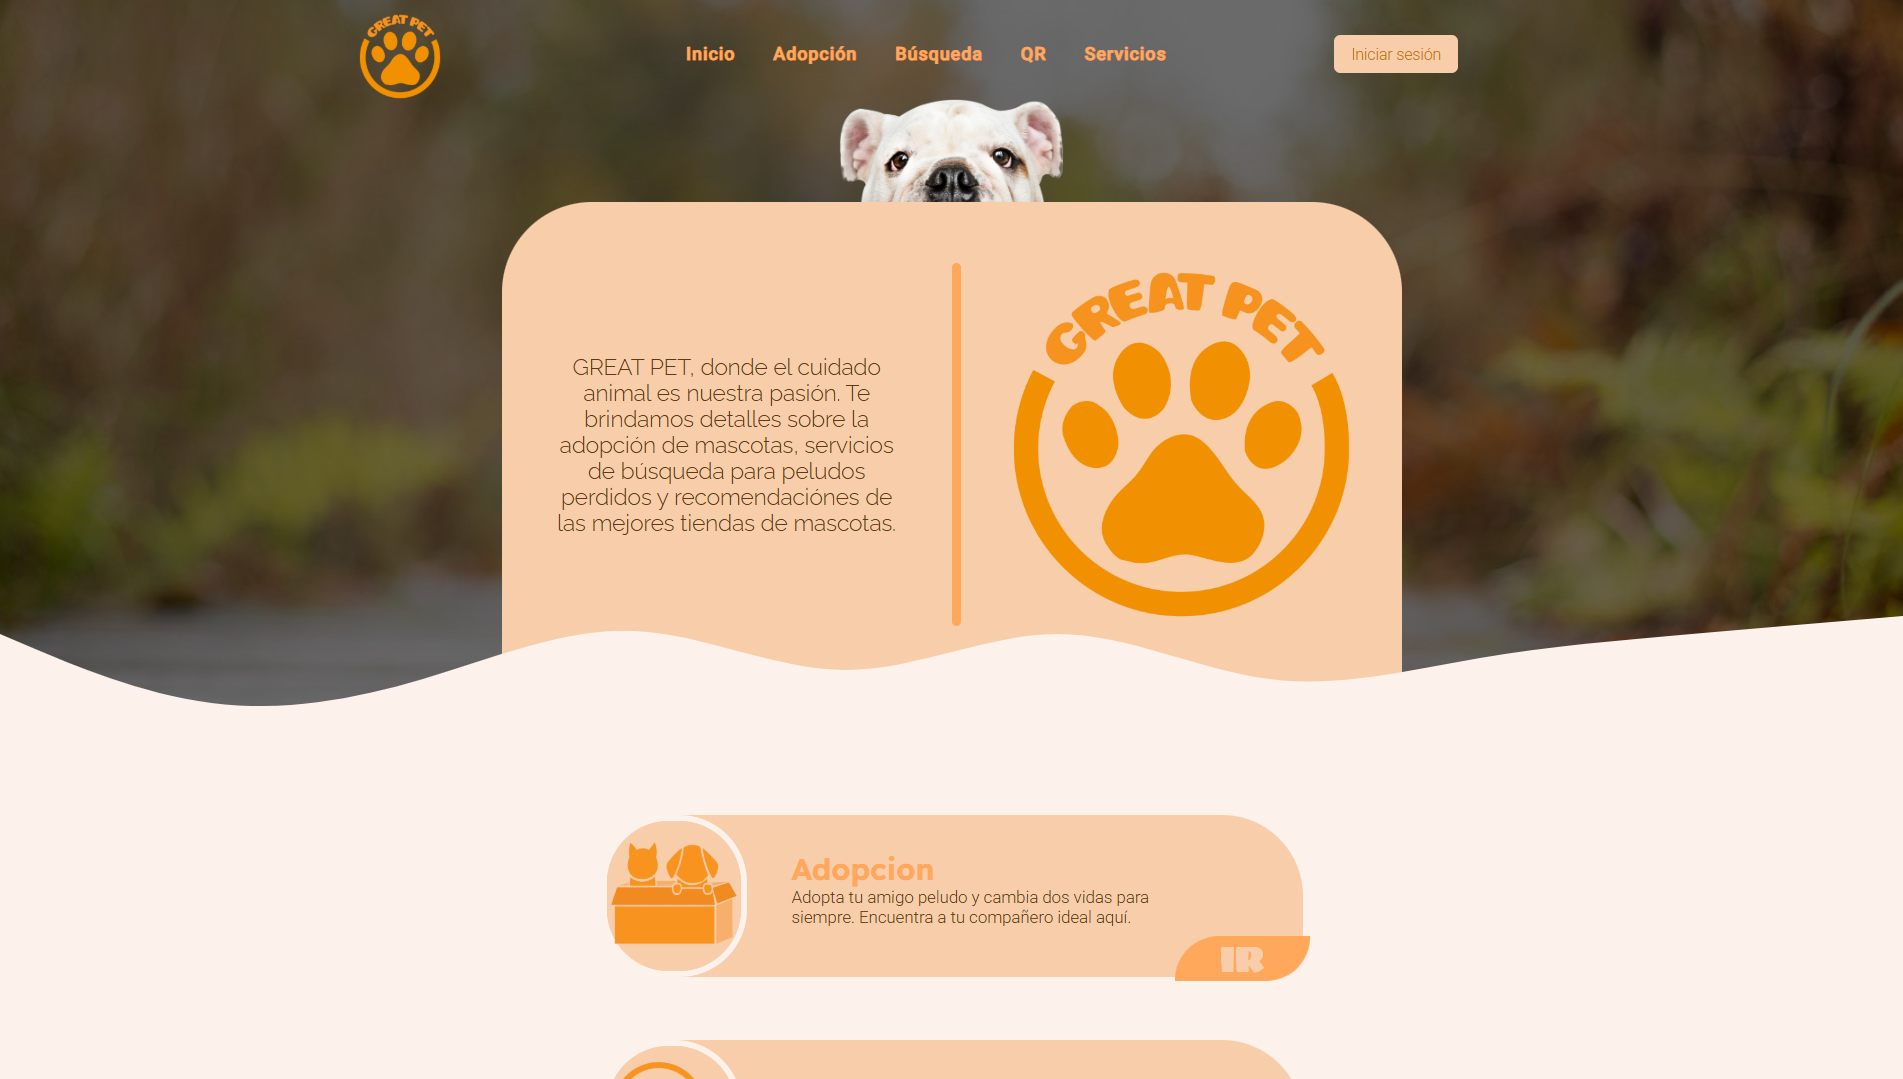 GREAT PET
Inicio Adopción Búsqueda QR Servicios
Iniciar sesión
GREAT PET, donde el cuidado
animal es nuestra pasión. Te
brindamos detalles sobre la
adopción de mascotas, servicios
de búsqueda para peludos
perdidos y recomendaciónes de
las mejores tiendas de mascotas.
GREAT PET
Adopcion
Adopta tu amigo peludo y cambia dos vidas para
siempre. Encuentra a tu compañero ideal aquí.
IR